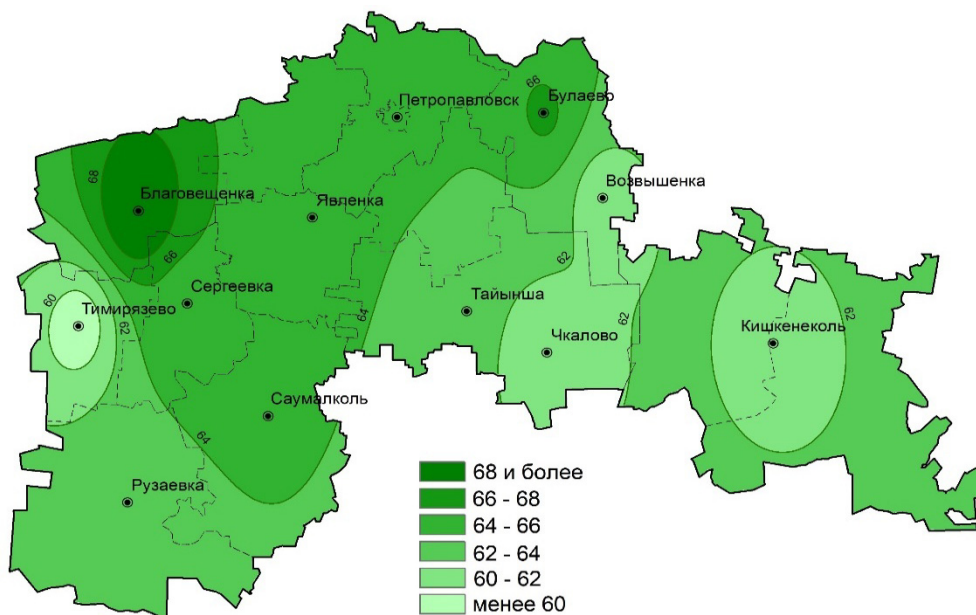 66
Петропавловск
Булаево
68
Благовещенка
Возвышенка
Явленка
66
62
60
Сергеевка
Тимирязево
62
64
Тайынша
62
62
Чкалово
Кишкенеколь
Саумалколь
64
Рузаевка
68 и более
66 - 68
64 - 66
62 - 64
60 - 62
менее 60